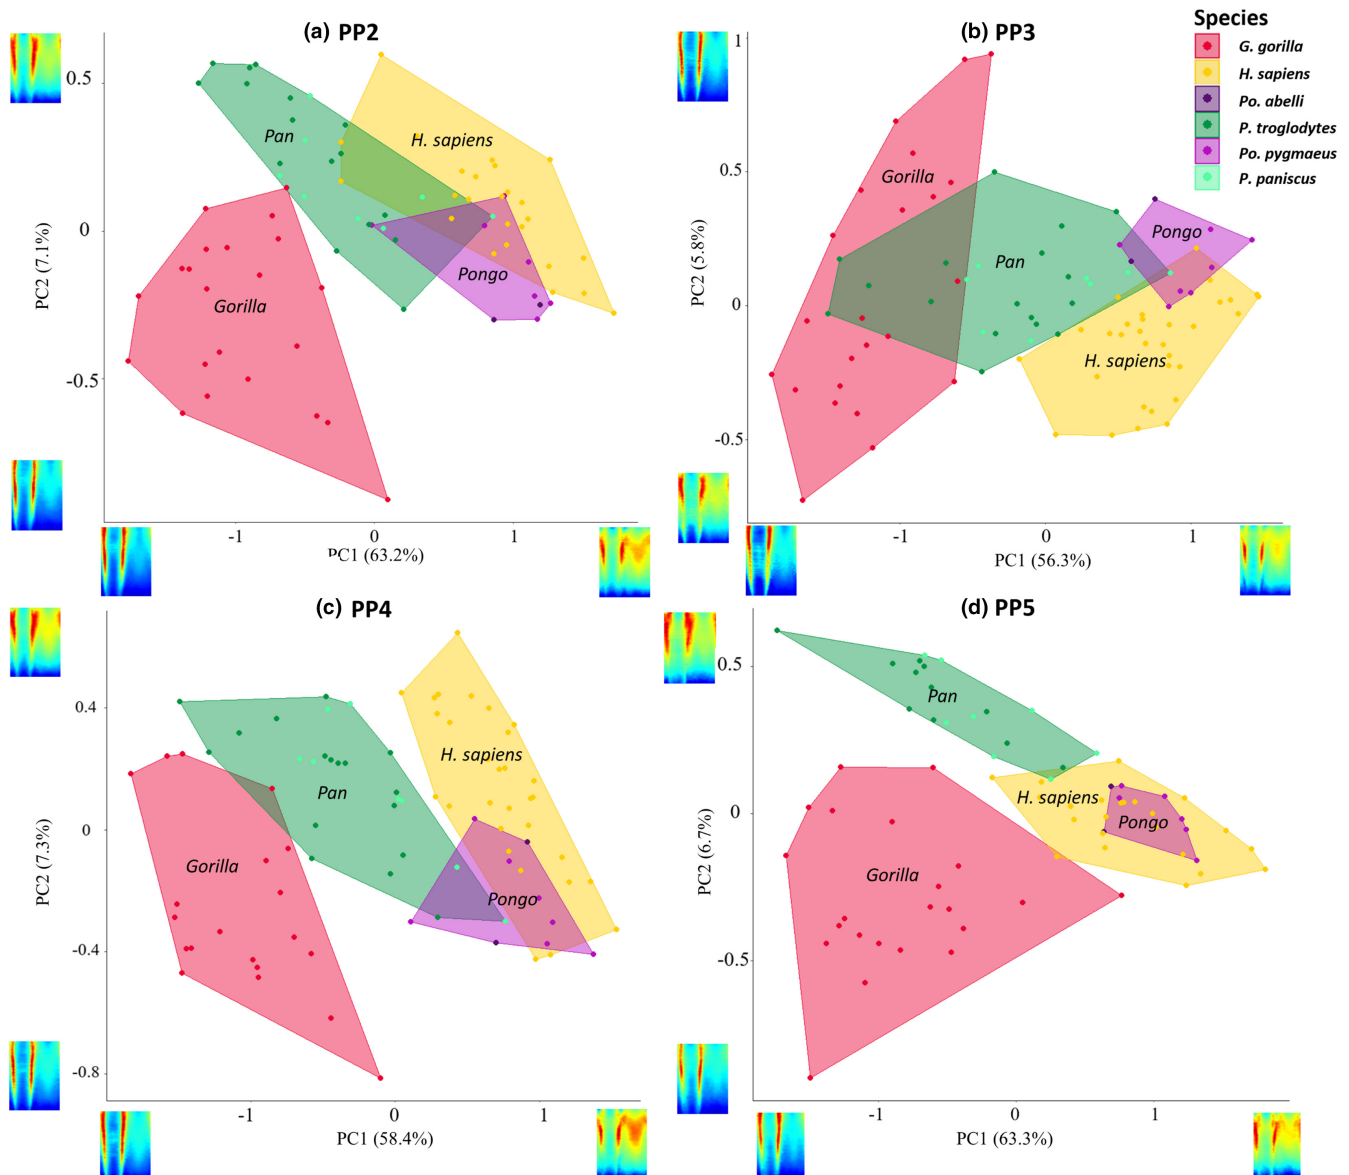 (a) PP2
0.5
0
-0.5
PC2 (7.1%)
Pan
H. sapiens
Gorilla
Pongo
-1
0
1
PC1 (63.2%)
(b) PP3
1
0.5
0
-0.5
PC2 (5.8%)
Gorilla
Pan
Pongo
H. sapiens
-1
0
1
PC1 (56.3%)
Species
G. gorilla
H. sapiens
Po. abelli
P. troglodytes
Po. pygmaeus
P. paniscus
(c) PP4
0.4
0
-0.4
-0.8
PC2 (7.3%)
H. sapiens
Pan
Gorilla
Pongo
-1
0
1
PC1 (58.4%)
(d) PP5
0.5
0
-0.5
PC2 (6.7%)
Pan
H. sapiens
Pongo
Gorilla
-1
0
1
PC1 (63.3%)